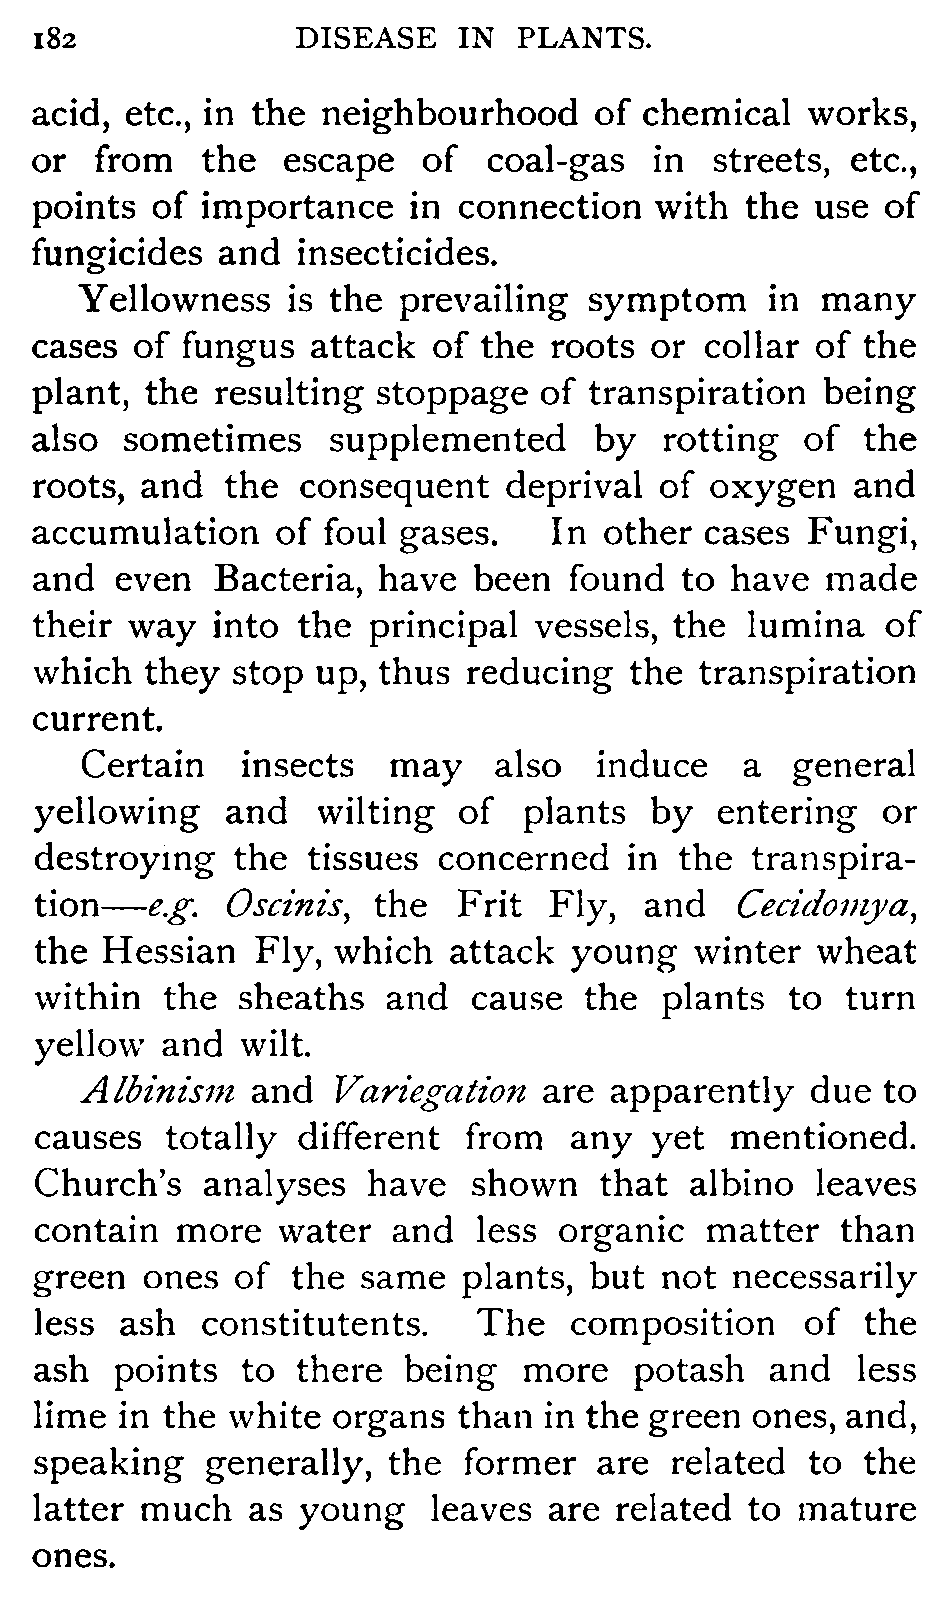 182 DISEASE IN PLANTS.
acid, etc., in the neighbourhood of chemical works,
or from the escape of coal-gas in streets, etc.,
points of importance in connection with the use of
fungicides and insecticides.
Yellowness is the prevailing symptom in many
cases of fungus attack of the roots or collar of the
plant, the resulting stoppage of transpiration being
also sometimes supplemented by rotting of the
roots, and the consequent deprival of oxygen and
accumulation of foul gases. In other cases Fungi,
and even Bacteria, have been found to have made
their way into the principal vessels, the lumina of
which they stop up, thus reducing the transpiration
current.
Certain insects may also induce a general
yellowing and wilting of plants by entering or
destroying the tissues concerned in the transpira-
tion—e.g. Oscinis, the Frit Fly, and Cecidomya,
the Hessian Fly, which attack young winter wheat
within the sheaths and cause the plants to turn
yellow and wilt.
Albinism and Variegation are apparently due to
causes totally different from any yet mentioned.
Church's analyses have shown that albino leaves
contain more water and less organic matter than
green ones of the same plants, but not necessarily
less ash constitutents. The composition of the
ash points to there being more potash and less
lime in the white organs than in the green ones, and,
speaking generally, the former are related to the
latter much as young leaves are related to mature
ones.